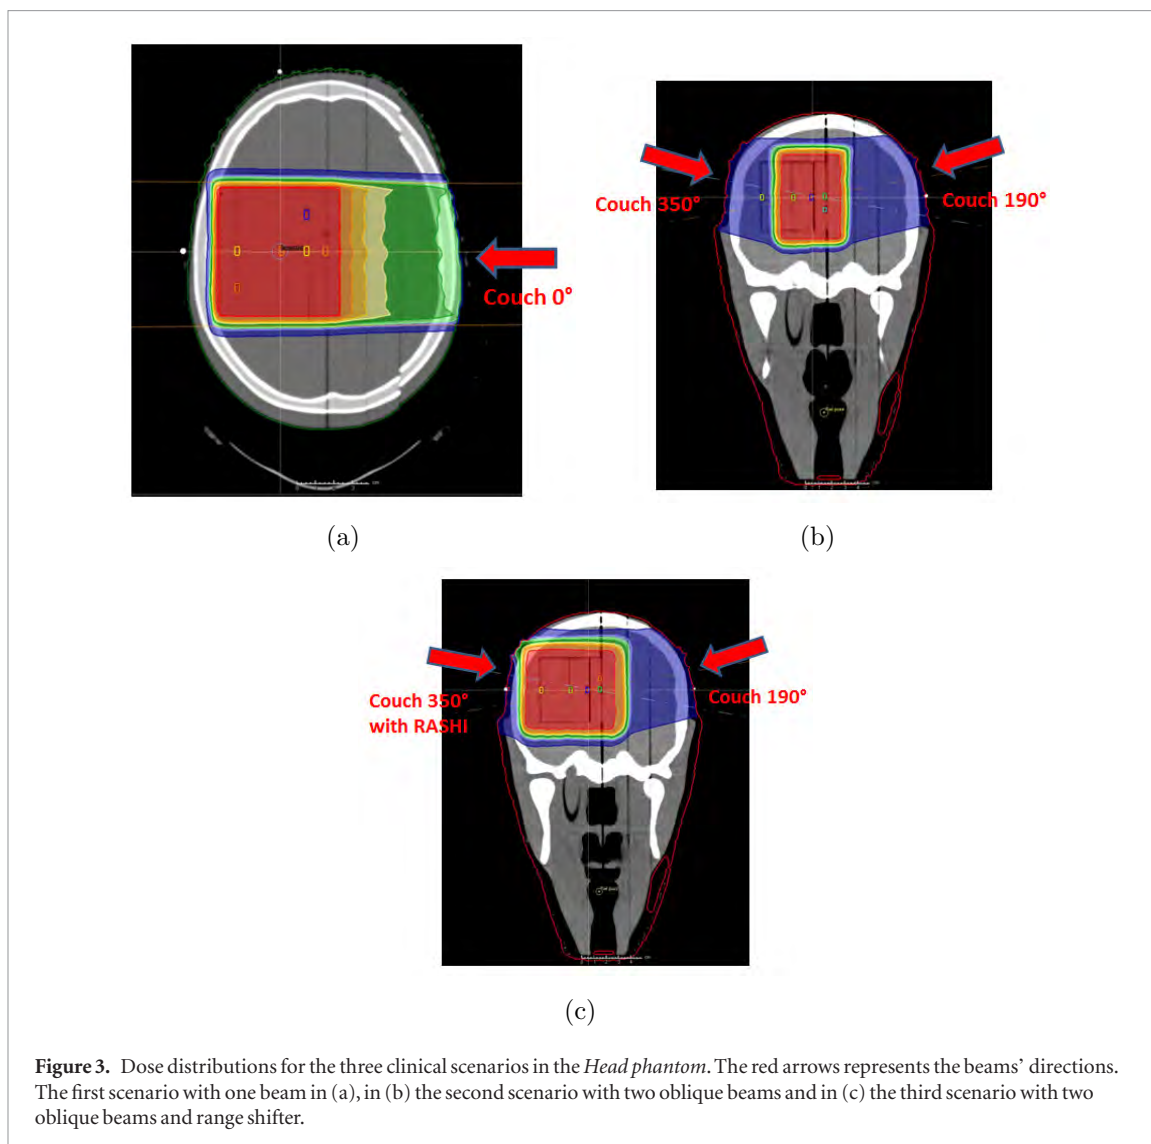 Couch 0°
(a)
Couch 350°
Couch 190°
(b)
Couch 350°
with RASHI
Couch 190°
(c)
Figure 3. Dose distributions for the three clinical scenarios in the Head phantom. The red arrows represents the beams' directions.
The first scenario with one beam in (a), in (b) the second scenario with two oblique beams and in (c) the third scenario with two
oblique beams and range shifter.